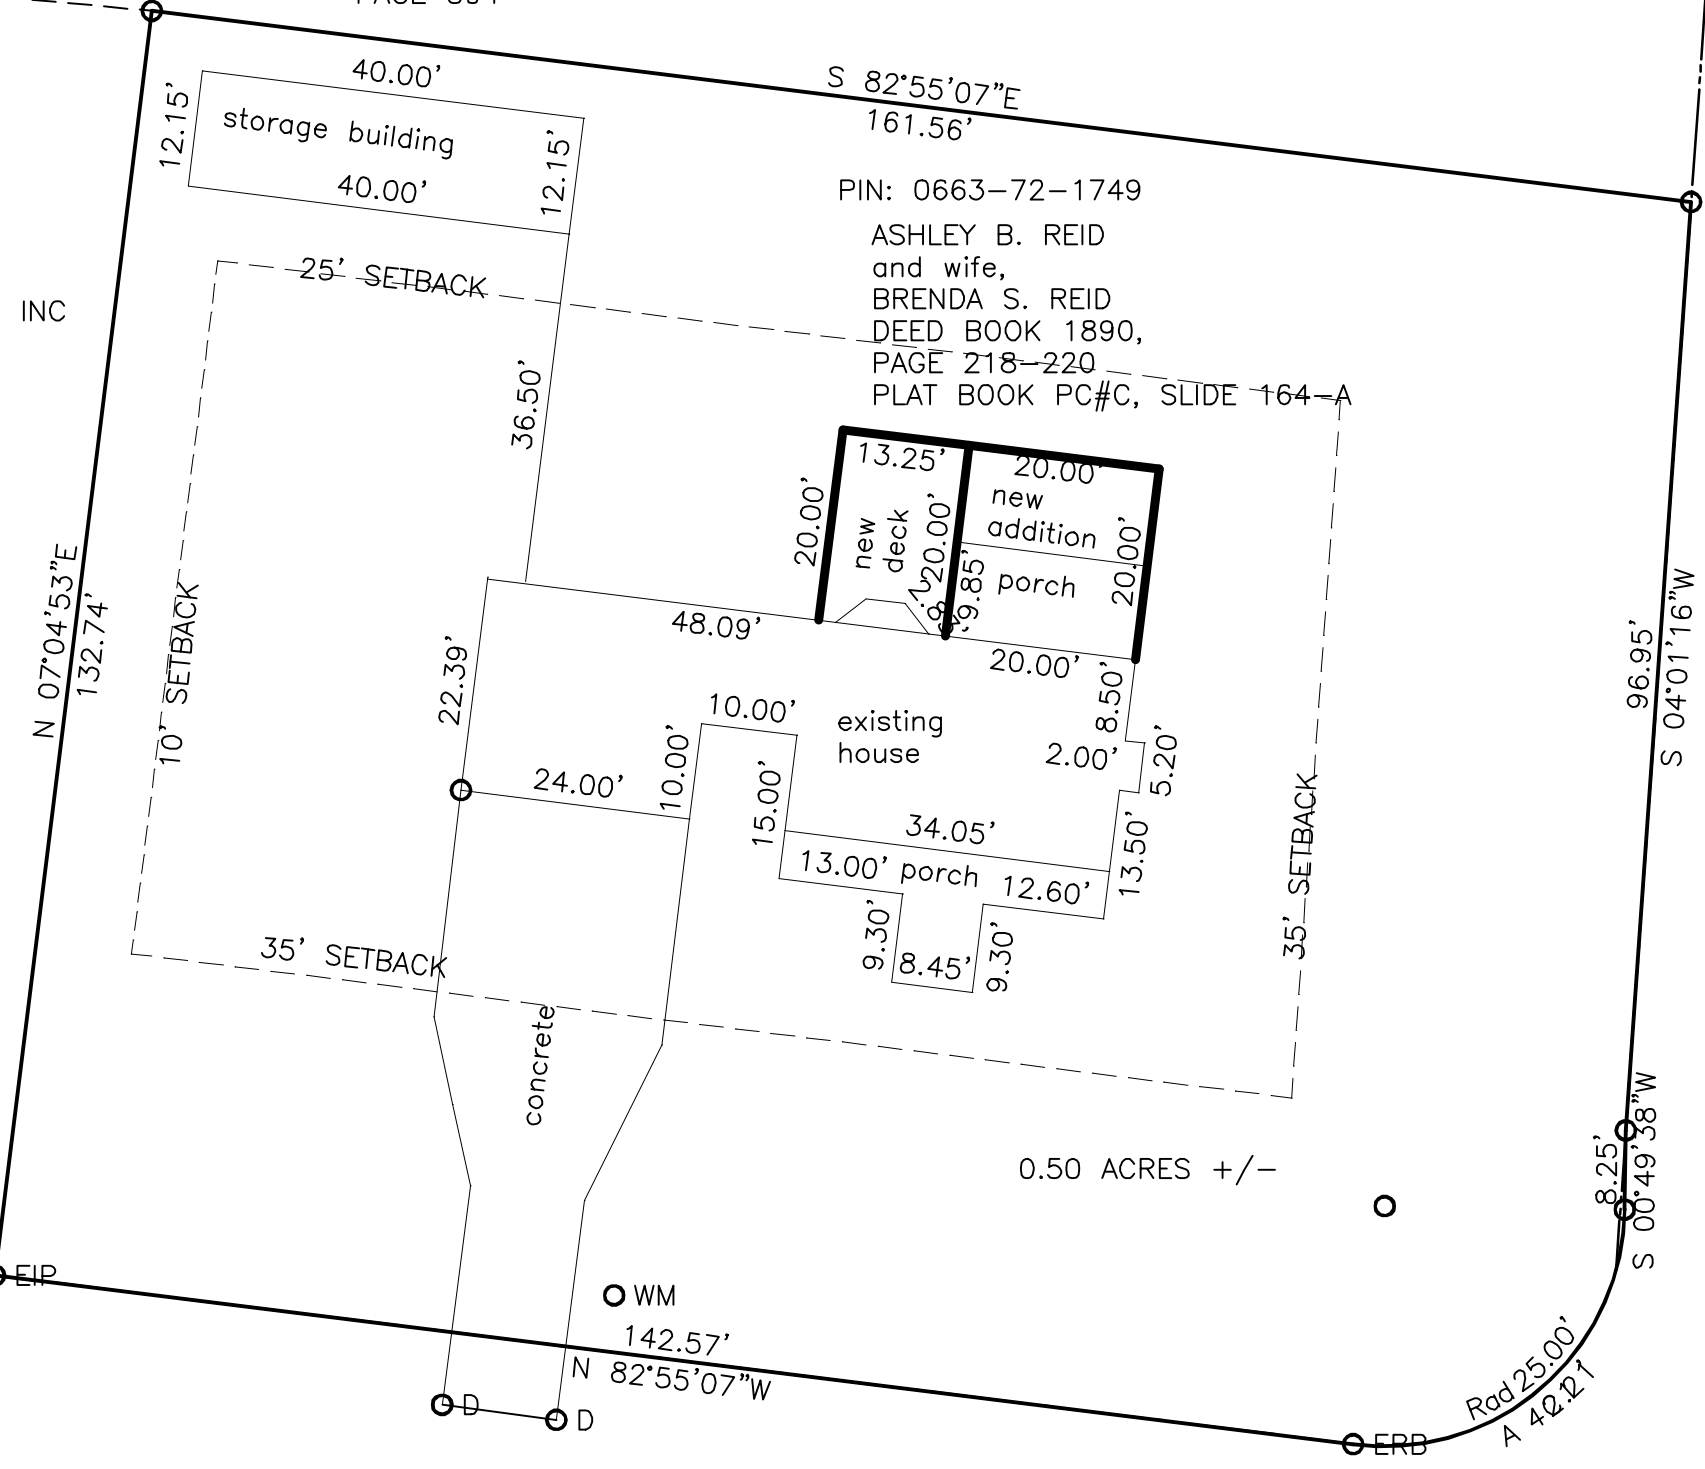 S 82°55'07"E
161.56'
40.00'
12.15'
storage building
12.15'
40.00'
PIN: 0663-72-1749
ASHLEY B. REID
and wife,
BRENDA S. REID
DEED BOOK 1890,
PAGE 218-220
PLAT BOOK PC#C, SLIDE 164-A
25' SETBACK
INC
36.50'
13.25'
20.00'
20.00'
new
deck
20.00'
new
addition
20.00'
9.85'
porch
N 07°04'53"E
132.74'
10' SETBACK
48.09'
20.00'
22.39'
8.50'
10.00'
existing
house
2.00'
5.20'
24.00'
10.00'
15.00'
34.05'
13.50'
13.00'
porch
12.60'
9.30'
8.45'
9.30'
35' SETBACK
96.95'
S 04°01'16"W
35' SETBACK
concrete
0.50 ACRES +/-
8.25'
S 00°49'38"W
EIP
WM
142.57'
N 82°55'07"W
D
D
ERB
Rad 25.00'
A